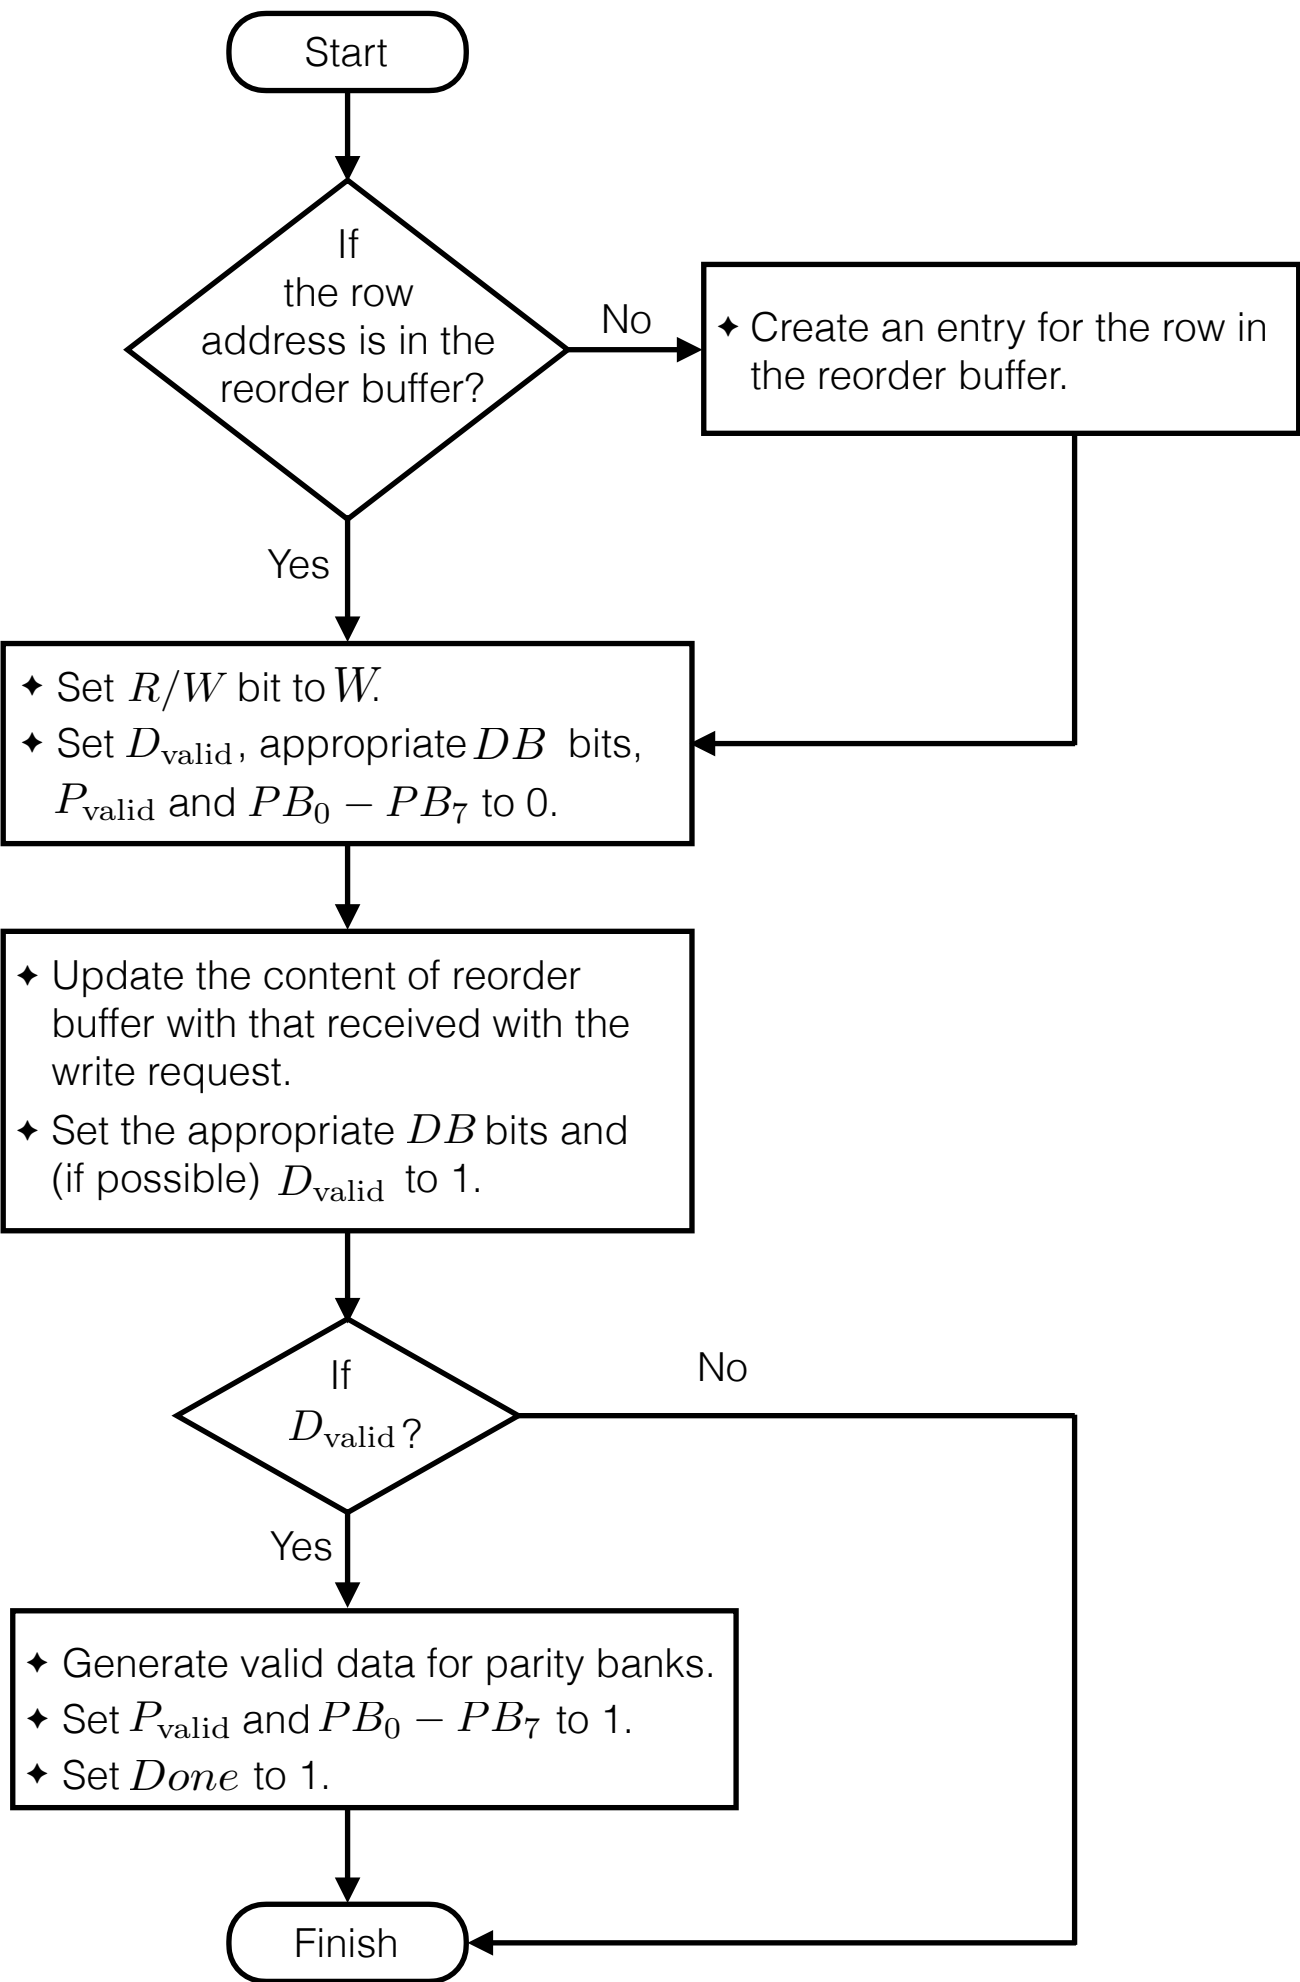 Start
If
the row
address is in the
reorder buffer?
No
✦ Create an entry for the row in
the reorder buffer.
Yes
✦ Set R/W bit to W.
✦ Set D_valid, appropriate DB bits,
P_valid and PB_0 − PB_7 to 0.
✦ Update the content of reorder
buffer with that received with the
write request.
✦ Set the appropriate DB bits and
(if possible) D_valid to 1.
If
D_valid?
No
Yes
✦ Generate valid data for parity banks.
✦ Set P_valid and PB_0 − PB_7 to 1.
✦ Set Done to 1.
Finish